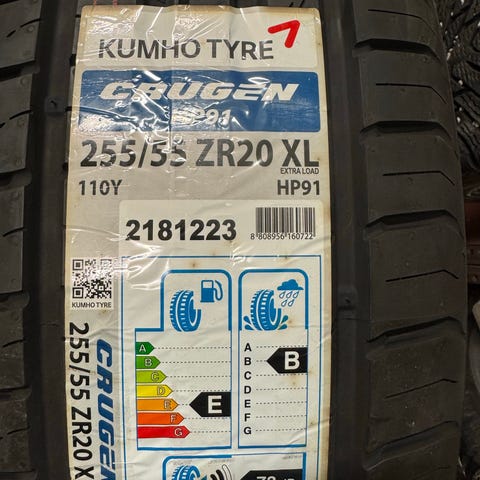 KUMHO TYRE
CRUGEN
HP91
255/55 ZR20 XL
EXTRA LOAD
110Y
HP91
2181223
8 808956 160722
KUMHO TYRE
A
B
C
D
E
F
G
E
A
B
C
D
E
F
G
B
CRUGEN
255/55 ZR20 X